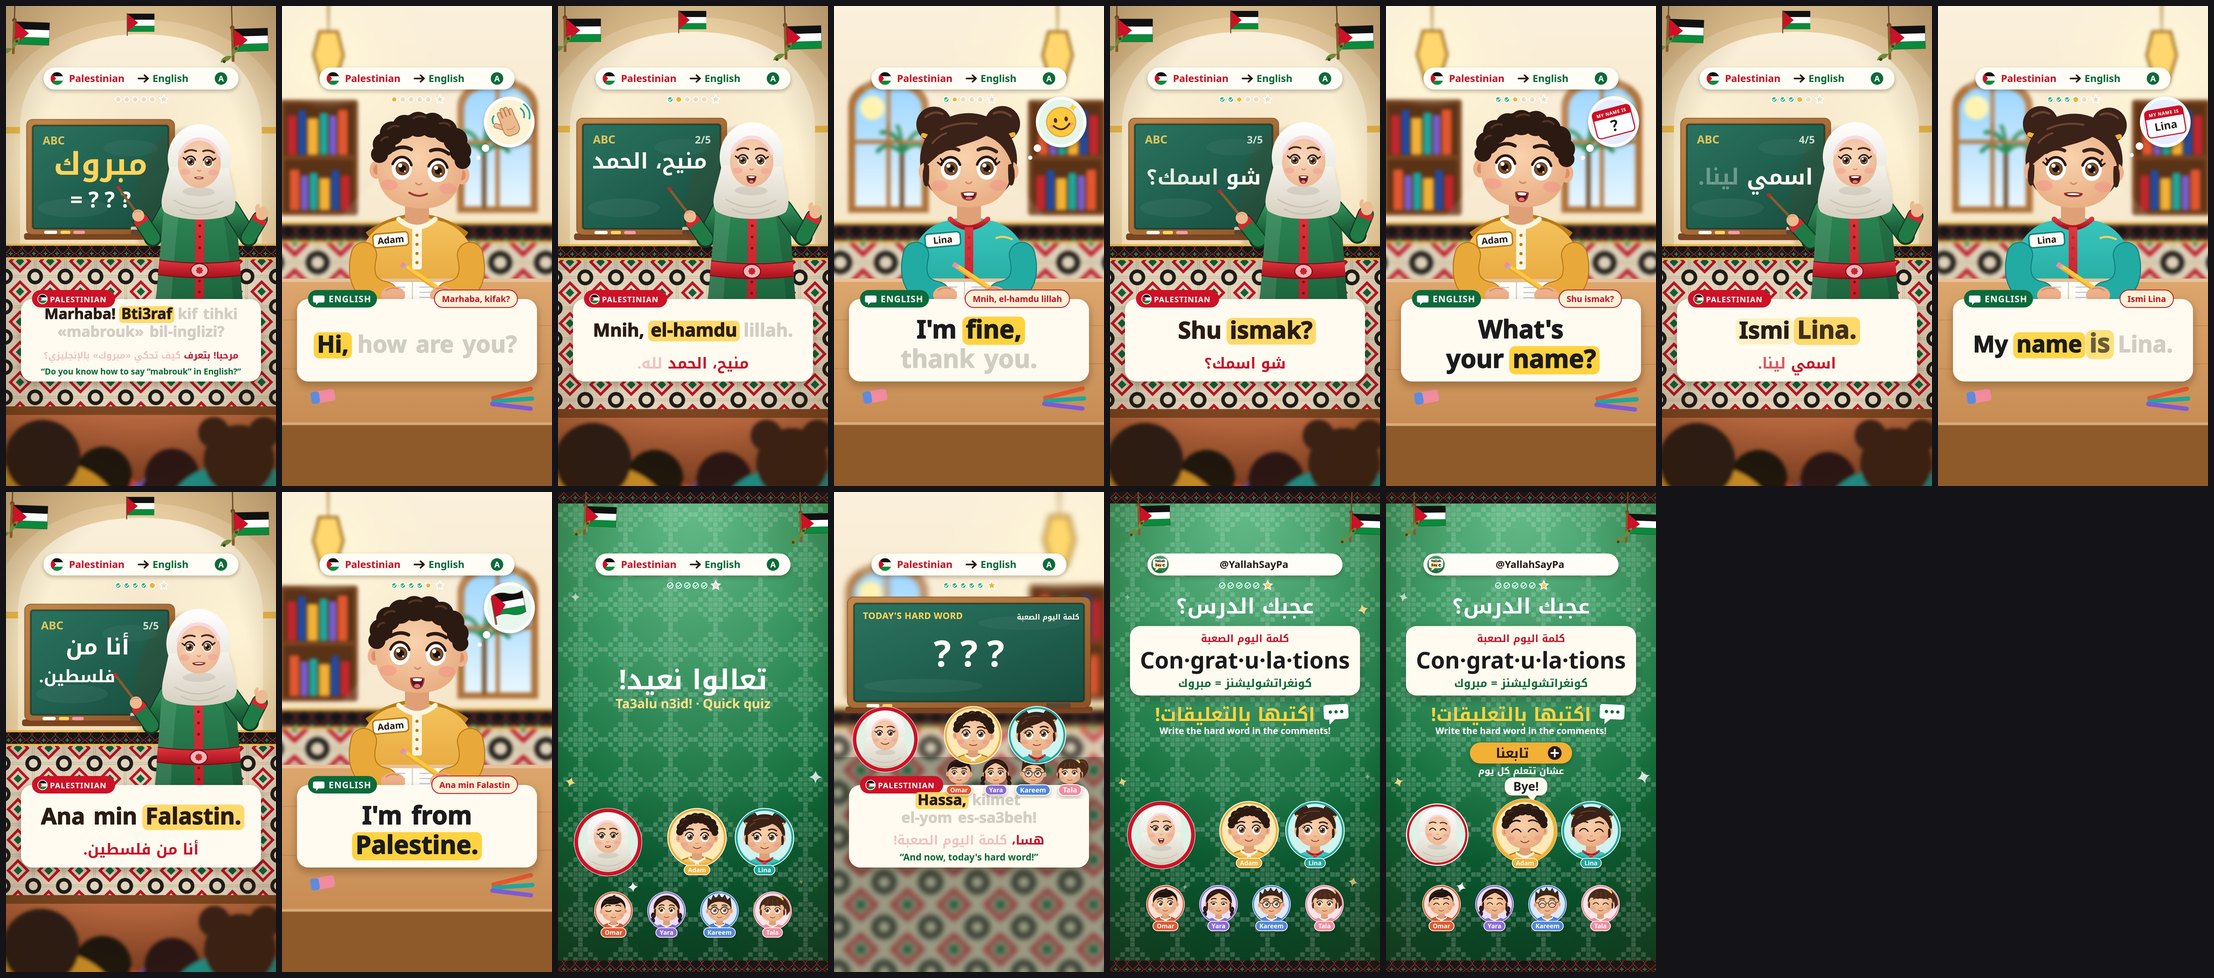 Palestinian → English A
ABC
مبروك
= ? ? ?
PALESTINIAN
Marhaba! Bti3raf kif tihki
«mabrouk» bil-inglizi?
مرحبا! بتعرف كيف تحكي «مبروك» بالإنجليزي؟
“Do you know how to say “mabrouk” in English?”
Palestinian → English A
Adam
ENGLISH
Marhaba, kifak?
Hi, how are you?
Palestinian → English A
ABC 2/5
منيح، الحمد
PALESTINIAN
Mnih, el-hamdu lillah.
منيح، الحمد لله.
Palestinian → English A
Lina
ENGLISH
Mnih, el-hamdu lillah
I'm fine,
thank you.
Palestinian → English A
ABC 3/5
شو اسمك؟
PALESTINIAN
Shu ismak?
شو اسمك؟
Palestinian → English A
MY NAME IS
?
Adam
ENGLISH
Shu ismak?
What's
your name?
Palestinian → English A
ABC 4/5
اسمي لينا.
PALESTINIAN
Ismi Lina.
اسمي لينا.
Palestinian → English A
MY NAME IS
Lina
Lina
ENGLISH
Ismi Lina
My name is Lina.
Palestinian → English A
ABC 5/5
أنا من
فلسطين.
PALESTINIAN
Ana min Falastin.
أنا من فلسطين.
Palestinian → English A
Adam
ENGLISH
Ana min Falastin
I'm from
Palestine.
Palestinian → English A
تعالوا نعيد!
Ta3alu n3id! · Quick quiz
Adam
Lina
Omar
Yara
Kareem
Tala
Palestinian → English A
TODAY'S HARD WORD
كلمة اليوم الصعبة
? ? ?
Omar
Yara
Kareem
Tala
PALESTINIAN
Hassa, kilmet
el-yom es-sa3beh!
هسا، كلمة اليوم الصعبة!
“And now, today's hard word!”
@YallahSayPa
عجبك الدرس؟
كلمة اليوم الصعبة
Con·grat·u·la·tions
كونغراتشوليشنز = مبروك
اكتبها بالتعليقات!
Write the hard word in the comments!
Adam
Lina
Omar
Yara
Kareem
Tala
@YallahSayPa
عجبك الدرس؟
كلمة اليوم الصعبة
Con·grat·u·la·tions
كونغراتشوليشنز = مبروك
اكتبها بالتعليقات!
Write the hard word in the comments!
تابعنا
عشان تتعلم كل يوم
Bye!
Adam
Lina
Omar
Yara
Kareem
Tala